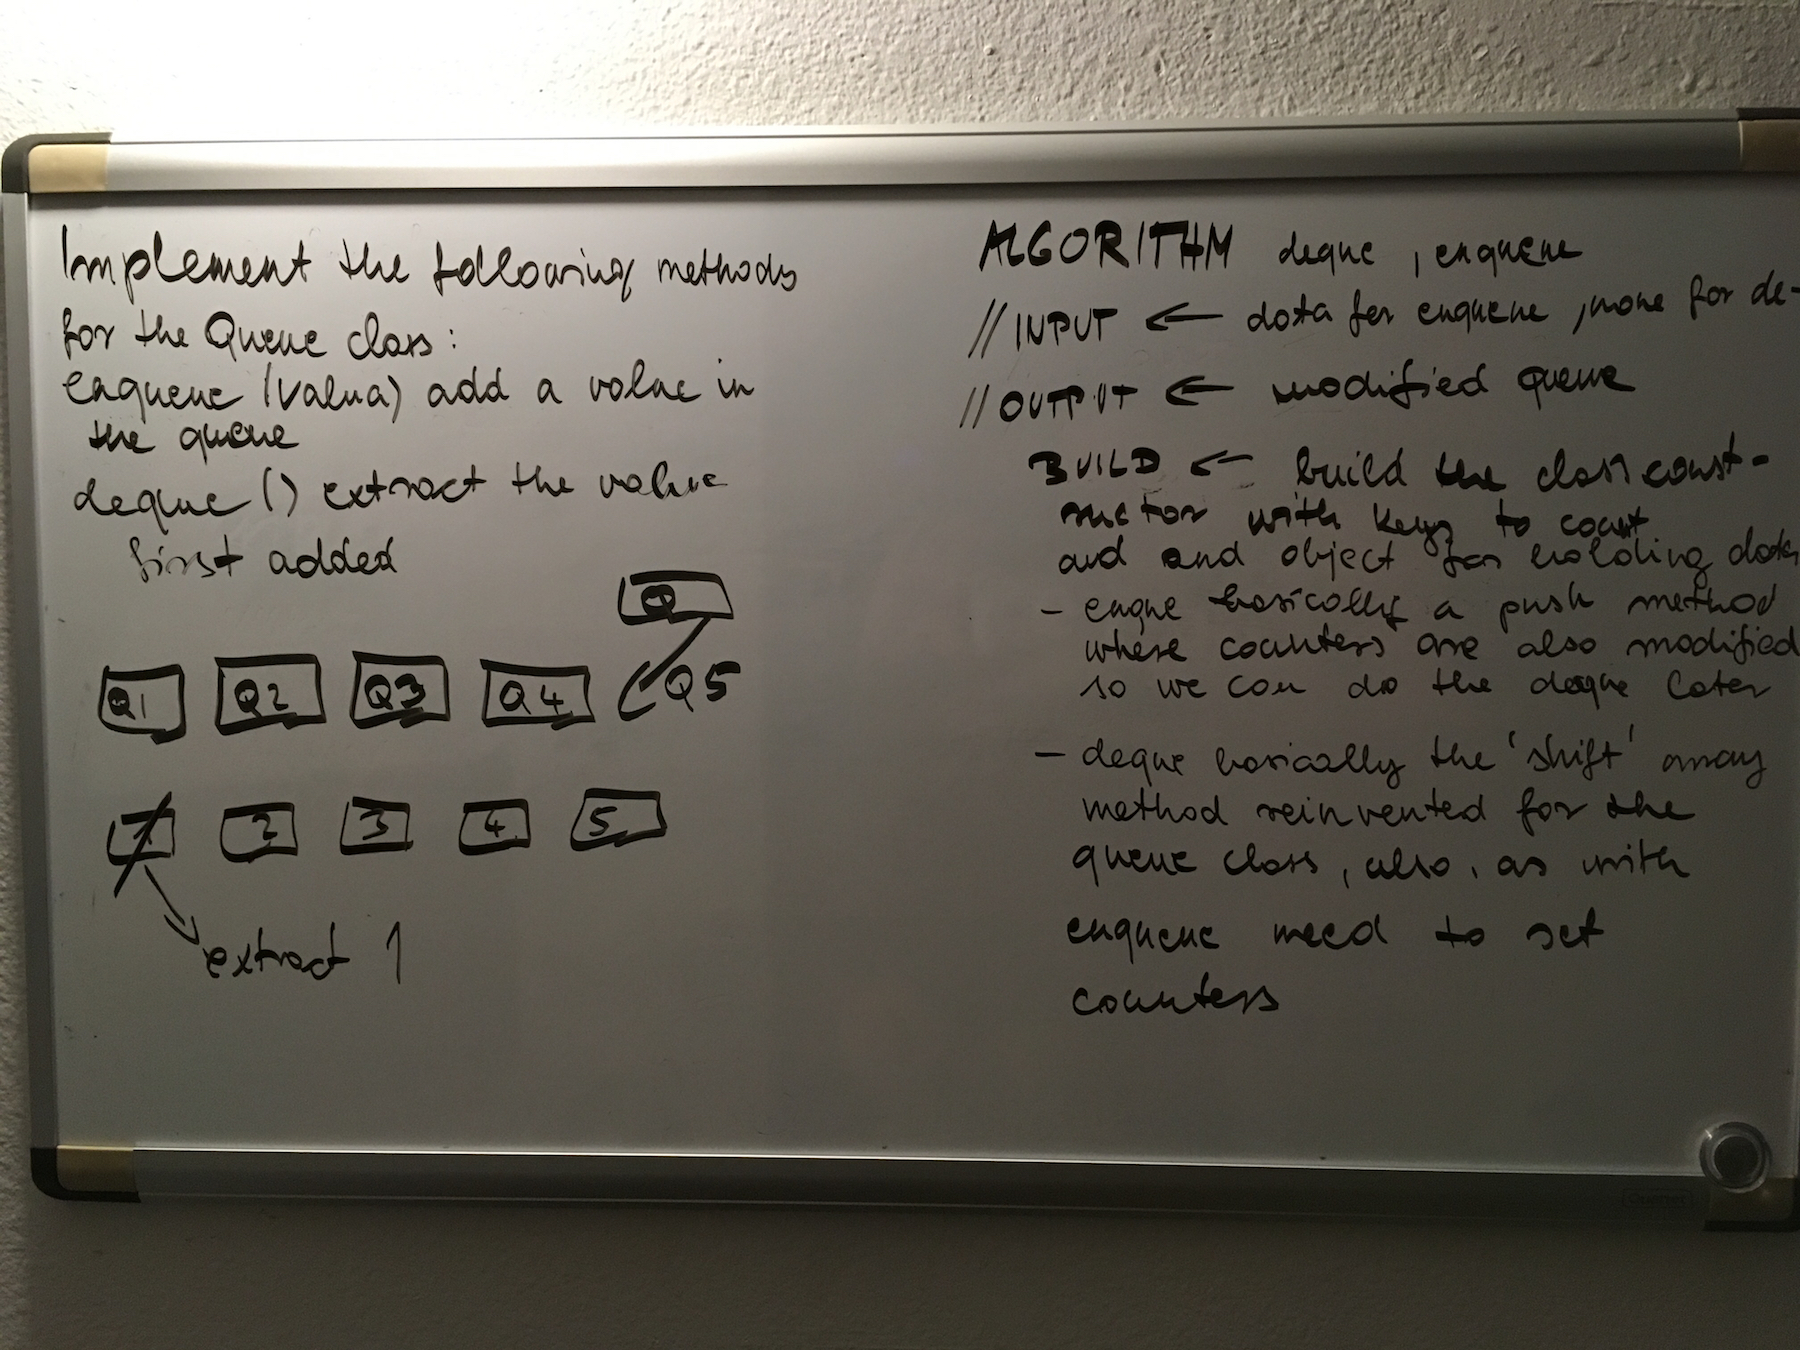 Implement the following methods
for the Queue class:
enqueue (value) add a value in
the queue
deque () extract the value
first added
Q
Q1 Q2 Q3 Q4 Q5
1 2 3 4 5
extract 1
ALGORITHM deque , enqueue
// INPUT ← data for enqueue , none for de-
// OUTPUT ← modified queue
BUILD ← build the class const-
ructor with keys to count
and and object for holding data
- enque basically a push method
where counters are also modified
so we can do the deque later
- deque basically the 'shift' array
method reinvented for the
queue class, also, as with
enqueue need to set
counters